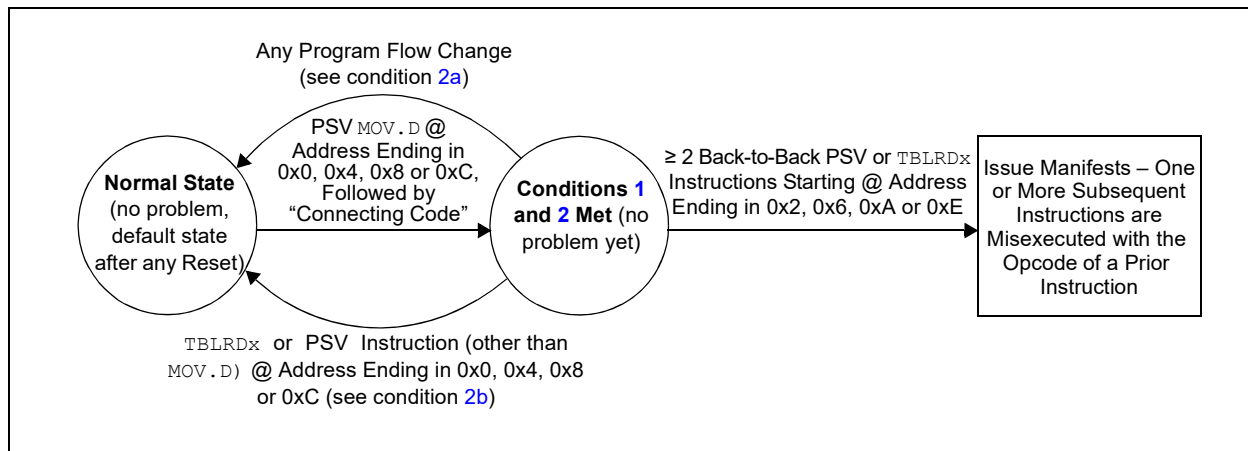 Any Program Flow Change
(see condition 2a)
PSV MOV.D @
Address Ending in
0x0, 0x4, 0x8 or 0xC,
Followed by
“Connecting Code”
Normal State
(no problem,
default state
after any Reset)
Conditions 1
and 2 Met (no
problem yet)
≥ 2 Back-to-Back PSV or TBLRDx
Instructions Starting @ Address
Ending in 0x2, 0x6, 0xA or 0xE
Issue Manifests – One
or More Subsequent
Instructions are
Misexecuted with the
Opcode of a Prior
Instruction
TBLRDx or PSV Instruction (other than
MOV.D) @ Address Ending in 0x0, 0x4, 0x8
or 0xC (see condition 2b)